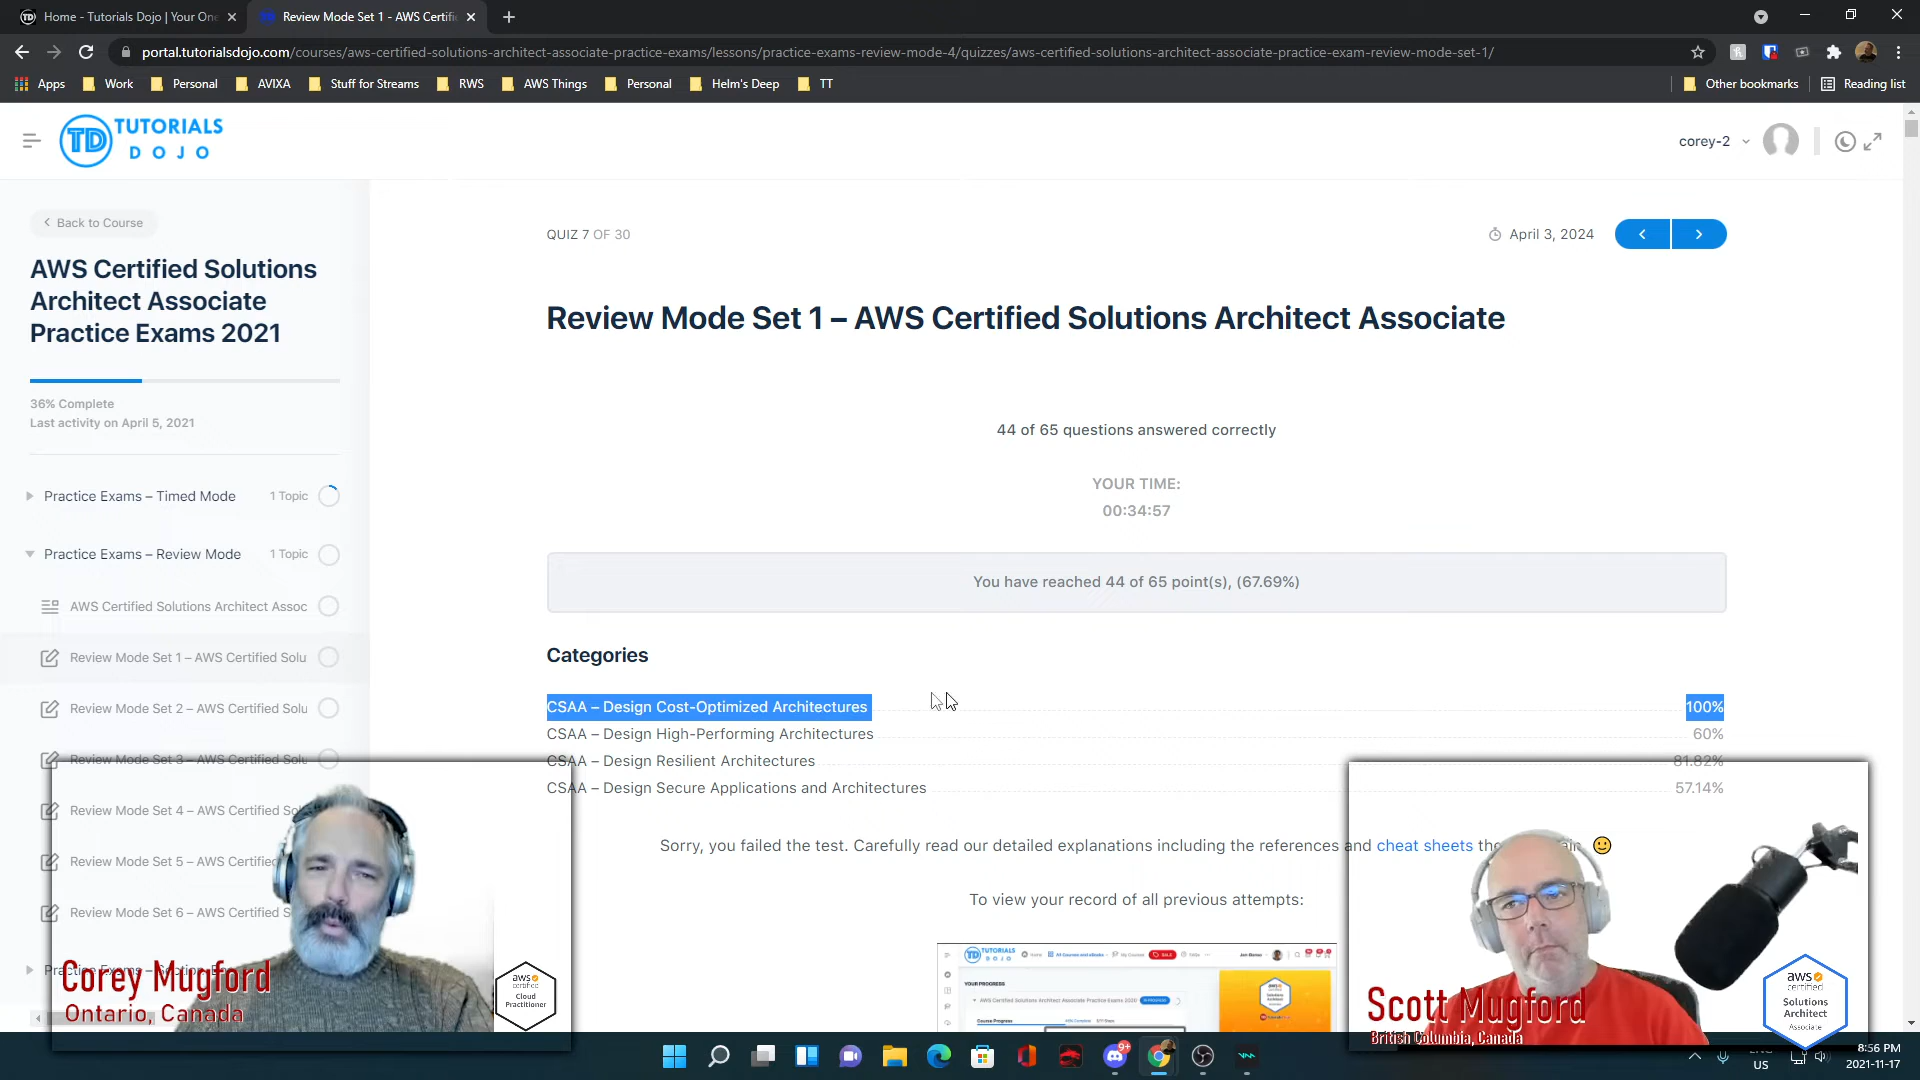 Home - Tutorials Dojo | Your One
Review Mode Set 1 - AWS Certific
portal.tutorialsdojo.com/courses/aws-certified-solutions-architect-associate-practice-exams/lessons/practice-exams-review-mode-4/quizzes/aws-certified-solutions-architect-associate-practice-exam-review-mode-set-1/
Apps
Work
Personal
AVIXA
Stuff for Streams
RWS
AWS Things
Personal
Helm's Deep
TT
Other bookmarks
Reading list
TD TUTORIALS
DOJO
corey-2
Back to Course
AWS Certified Solutions
Architect Associate
Practice Exams 2021
36% Complete
Last activity on April 5, 2021
Practice Exams – Timed Mode 1 Topic
Practice Exams – Review Mode 1 Topic
AWS Certified Solutions Architect Assoc
Review Mode Set 1 – AWS Certified Solu
Review Mode Set 2 – AWS Certified Solu
Review Mode Set 3 – AWS Certified Solu
Review Mode Set 4 – AWS Certified So
Review Mode Set 5 – AWS Certified
Review Mode Set 6 – AWS Certified S
QUIZ 7 OF 30
April 3, 2024
Review Mode Set 1 – AWS Certified Solutions Architect Associate
44 of 65 questions answered correctly
YOUR TIME:
00:34:57
You have reached 44 of 65 point(s), (67.69%)
Categories
CSAA – Design Cost-Optimized Architectures 100%
CSAA – Design High-Performing Architectures 60%
CSAA – Design Resilient Architectures 81.82%
CSAA – Design Secure Applications and Architectures 57.14%
Sorry, you failed the test. Carefully read our detailed explanations including the references and cheat sheets
To view your record of all previous attempts:
TD TUTORIALS
DOJO
YOUR PROGRESS
Course Progress
Corey Mugford
Ontario, Canada
aws
certified
Cloud
Practitioner
Scott Mugford
British Columbia, Canada
aws
certified
Solutions
Architect
Associate
9+
US
8:56 PM
2021-11-17